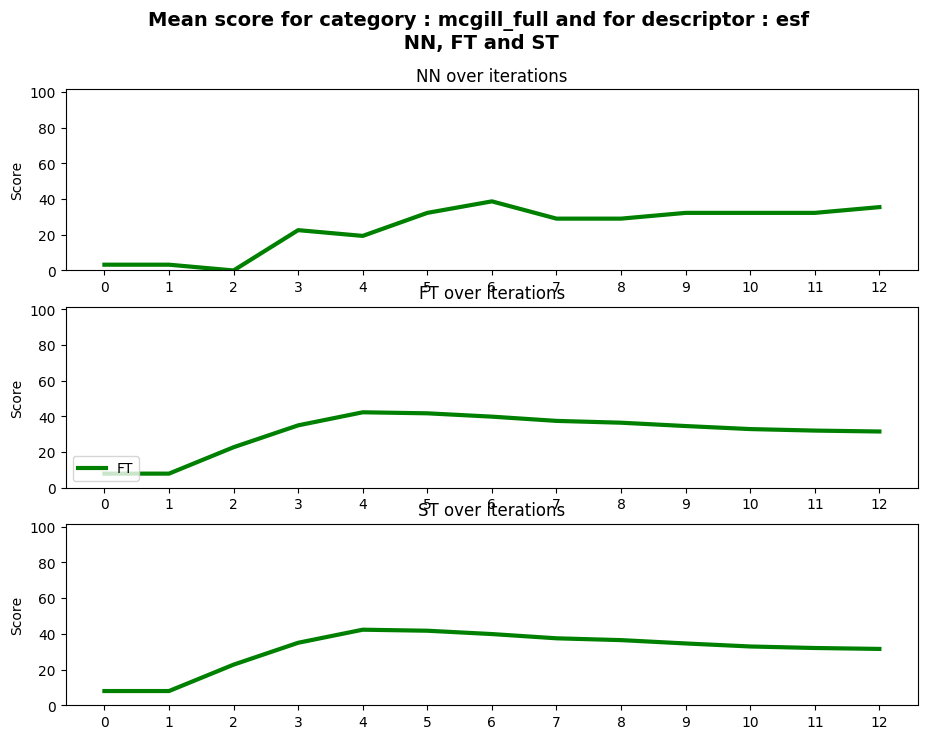 Mean score for category : mcgill_full and for descriptor : esf
NN, FT and ST
NN over iterations
100
80
60
40
20
0
Score
0 1 2 3 4 5 6 7 8 9 10 11 12
FT over iterations
100
80
60
40
20
0
Score
FT
0 1 2 3 4 5 6 7 8 9 10 11 12
ST over iterations
100
80
60
40
20
0
Score
0 1 2 3 4 5 6 7 8 9 10 11 12